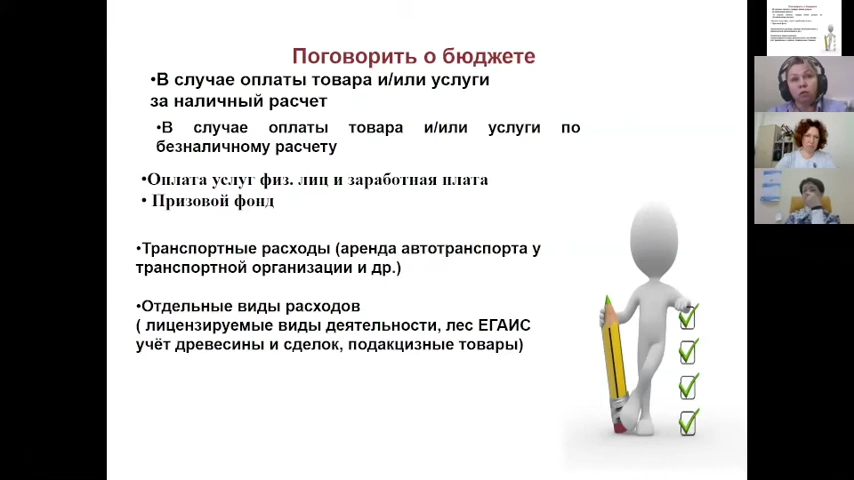 Поговорить о бюджете
•В случае оплаты товара и/или услуги
за наличный расчет
•В случае оплаты товара и/или услуги по
безналичному расчету
•Оплата услуг физ. лиц и заработная плата
• Призовой фонд
•Транспортные расходы (аренда автотранспорта у
транспортной организации и др.)
•Отдельные виды расходов
( лицензируемые виды деятельности, лес ЕГАИС
учёт древесины и сделок, подакцизные товары)